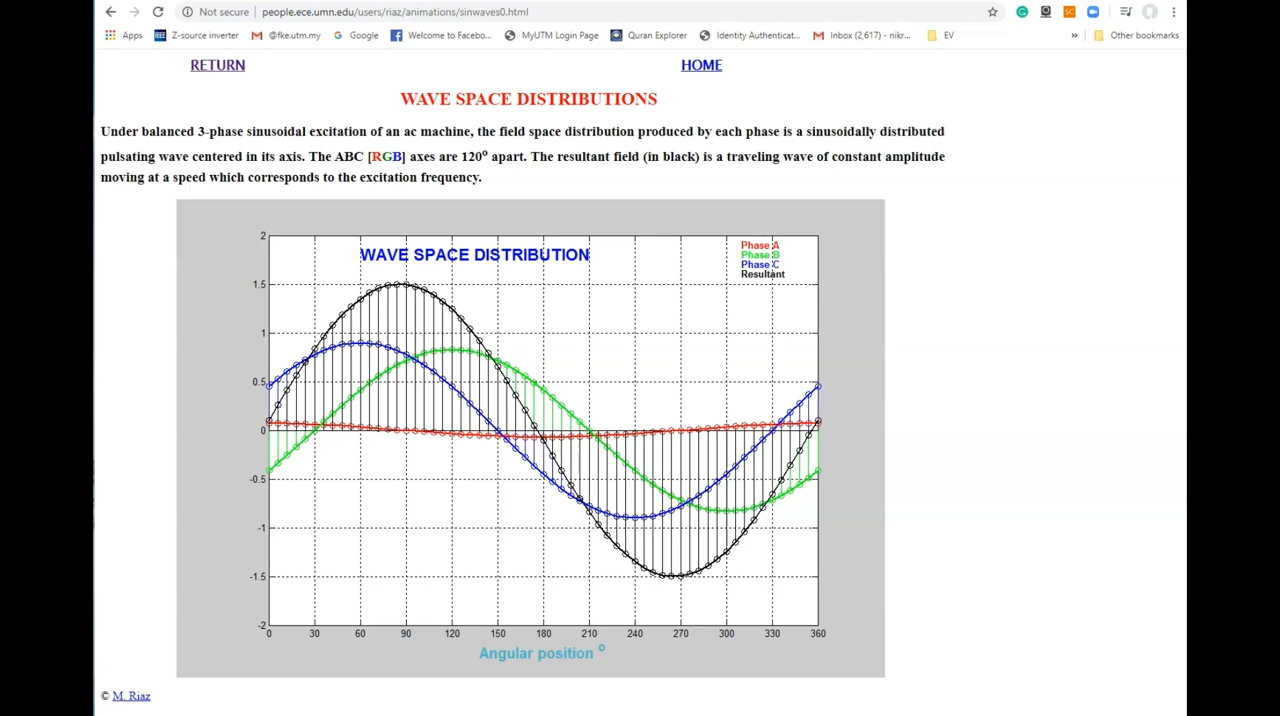 Not secure | people.ece.umn.edu/users/riaz/animations/sinwaves0.html
Apps Z-source inverter @fke.utm.my Google Welcome to Facebo... MyUTM Login Page Quran Explorer Identity Authenticat... Inbox (2,617) - nikr... EV » Other bookmarks
RETURN HOME
WAVE SPACE DISTRIBUTIONS
Under balanced 3-phase sinusoidal excitation of an ac machine, the field space distribution produced by each phase is a sinusoidally distributed
pulsating wave centered in its axis. The ABC [RGB] axes are 120º apart. The resultant field (in black) is a traveling wave of constant amplitude
moving at a speed which corresponds to the excitation frequency.
WAVE SPACE DISTRIBUTION
Phase A
Phase B
Phase C
Resultant
2
1.5
1
0.5
0
-0.5
-1
-1.5
-2
0 30 60 90 120 150 180 210 240 270 300 330 360
Angular position º
© M. Riaz